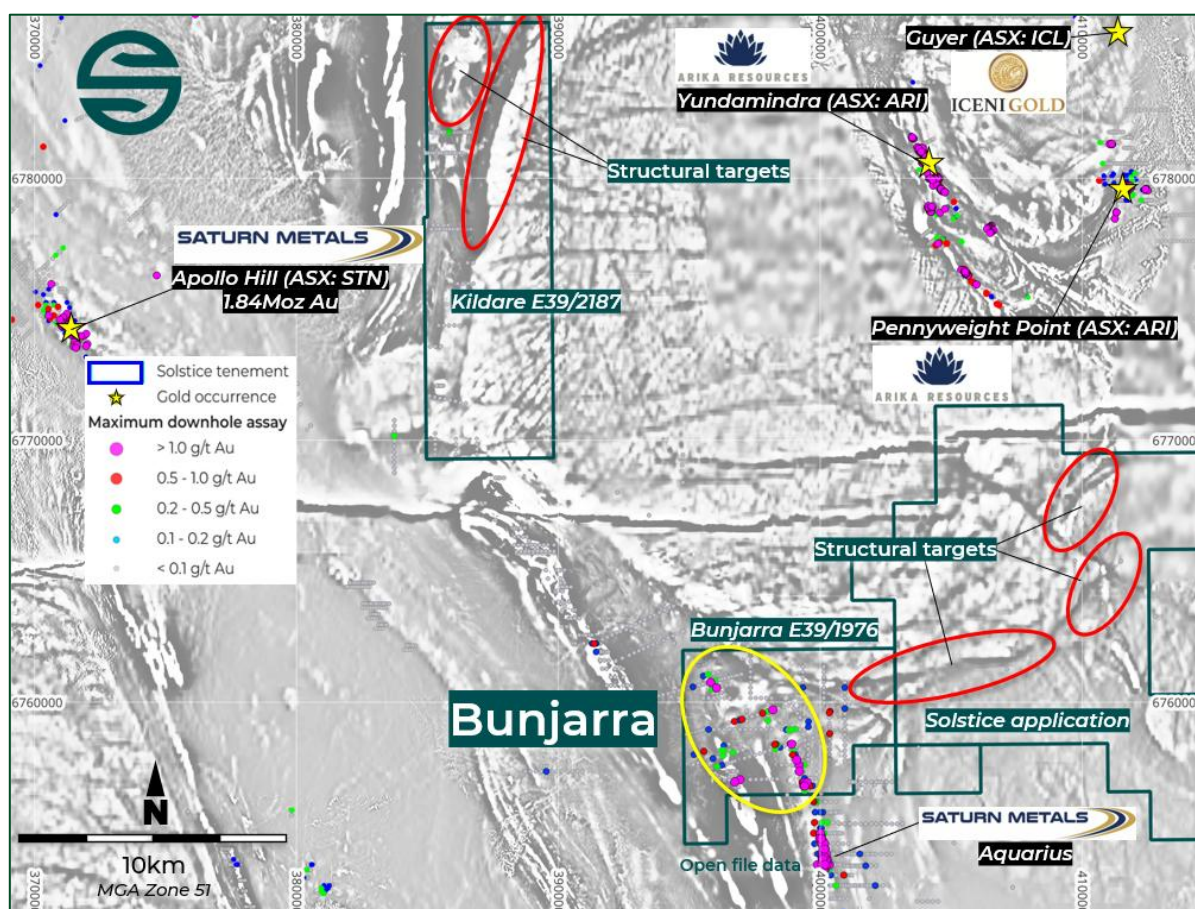 370000
380000
390000
400000
410000
Guyer (ASX: ICL)
ARIKA RESOURCES
ICENI GOLD
Yundamindra (ASX: ARI)
Structural targets
6780000
6780000
SATURN METALS
Apollo Hill (ASX: STN)
1.84Moz Au
Kildare E39/2187
Pennyweight Point (ASX: ARI)
ARIKA RESOURCES
Solstice tenement
Gold occurrence
Maximum downhole assay
> 1.0 g/t Au
0.5 - 1.0 g/t Au
0.2 - 0.5 g/t Au
0.1 - 0.2 g/t Au
< 0.1 g/t Au
6770000
6770000
Structural targets
Bunjarra E39/1976
Bunjarra
6760000
6760000
Solstice application
N
10km
MGA Zone 51
SATURN METALS
Aquarius
Open file data
370000
380000
390000
400000
410000